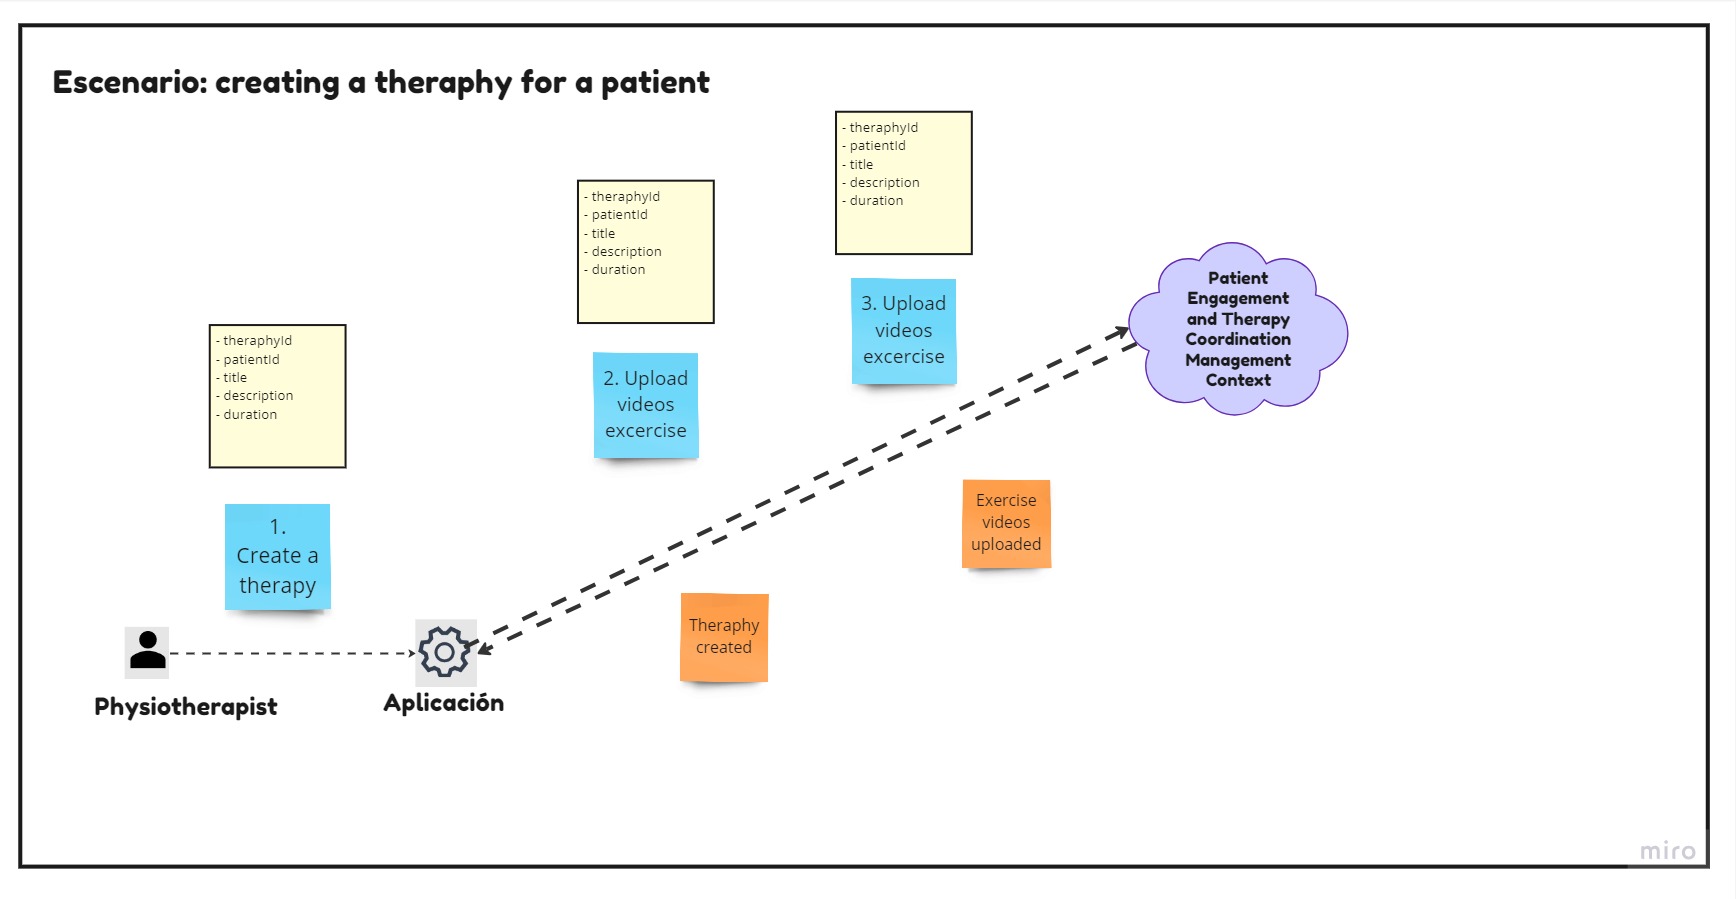 Escenario: creating a theraphy for a patient
- theraphyId
- patientId
- title
- description
- duration
- theraphyId
- patientId
- title
- description
- duration
- theraphyId
- patientId
- title
- description
- duration
1.
Create a
therapy
2. Upload
videos
excercise
3. Upload
videos
excercise
Patient
Engagement
and Therapy
Coordination
Management
Context
Exercise
videos
uploaded
Theraphy
created
Physiotherapist
Aplicación
miro